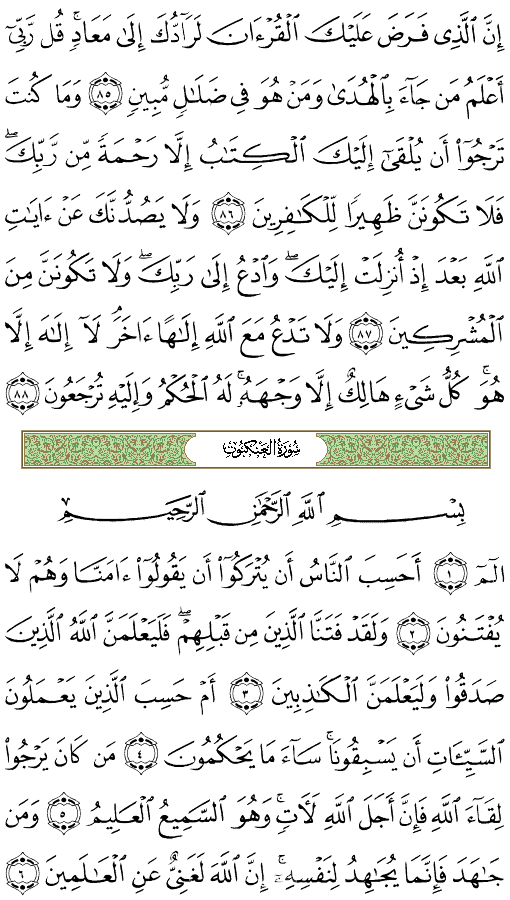 إِنَّ ٱلَّذِى فَرَضَ عَلَيْكَ ٱلْقُرْءَانَ لَرَآدُّكَ إِلَىٰ مَعَادٍۚ قُل رَّبِّىٓ
أَعْلَمُ مَن جَآءَ بِٱلْهُدَىٰ وَمَنْ هُوَ فِى ضَلَـٰلٍ مُّبِينٍ ٨٥ وَمَا كُنتَ
تَرْجُوٓا۟ أَن يُلْقَىٰٓ إِلَيْكَ ٱلْكِتَـٰبُ إِلَّا رَحْمَةً مِّن رَّبِّكَۖ
فَلَا تَكُونَنَّ ظَهِيرًا لِّلْكَـٰفِرِينَ ٨٦ وَلَا يَصُدُّنَّكَ عَنْ ءَايَـٰتِ
ٱللَّهِ بَعْدَ إِذْ أُنزِلَتْ إِلَيْكَۖ وَٱدْعُ إِلَىٰ رَبِّكَۖ وَلَا تَكُونَنَّ مِنَ
ٱلْمُشْرِكِينَ ٨٧ وَلَا تَدْعُ مَعَ ٱللَّهِ إِلَـٰهًا ءَاخَرَۘ لَآ إِلَـٰهَ إِلَّا
هُوَۚ كُلُّ شَىْءٍ هَالِكٌ إِلَّا وَجْهَهُۥۚ لَهُ ٱلْحُكْمُ وَإِلَيْهِ تُرْجَعُونَ ٨٨
سُورَةُ العَنكَبُوتِ
بِسْمِ ٱللَّهِ ٱلرَّحْمَـٰنِ ٱلرَّحِيمِ
الٓمٓ ١ أَحَسِبَ ٱلنَّاسُ أَن يُتْرَكُوٓا۟ أَن يَقُولُوٓا۟ ءَامَنَّا وَهُمْ لَا
يُفْتَنُونَ ٢ وَلَقَدْ فَتَنَّا ٱلَّذِينَ مِن قَبْلِهِمْۖ فَلَيَعْلَمَنَّ ٱللَّهُ ٱلَّذِينَ
صَدَقُوا۟ وَلَيَعْلَمَنَّ ٱلْكَـٰذِبِينَ ٣ أَمْ حَسِبَ ٱلَّذِينَ يَعْمَلُونَ
ٱلسَّيِّـَٔاتِ أَن يَسْبِقُونَاۚ سَآءَ مَا يَحْكُمُونَ ٤ مَن كَانَ يَرْجُوا۟
لِقَآءَ ٱللَّهِ فَإِنَّ أَجَلَ ٱللَّهِ لَـَٔاتٍۚ وَهُوَ ٱلسَّمِيعُ ٱلْعَلِيمُ ٥ وَمَن
جَـٰهَدَ فَإِنَّمَا يُجَـٰهِدُ لِنَفْسِهِۦٓۚ إِنَّ ٱللَّهَ لَغَنِىٌّ عَنِ ٱلْعَـٰلَمِينَ ٦